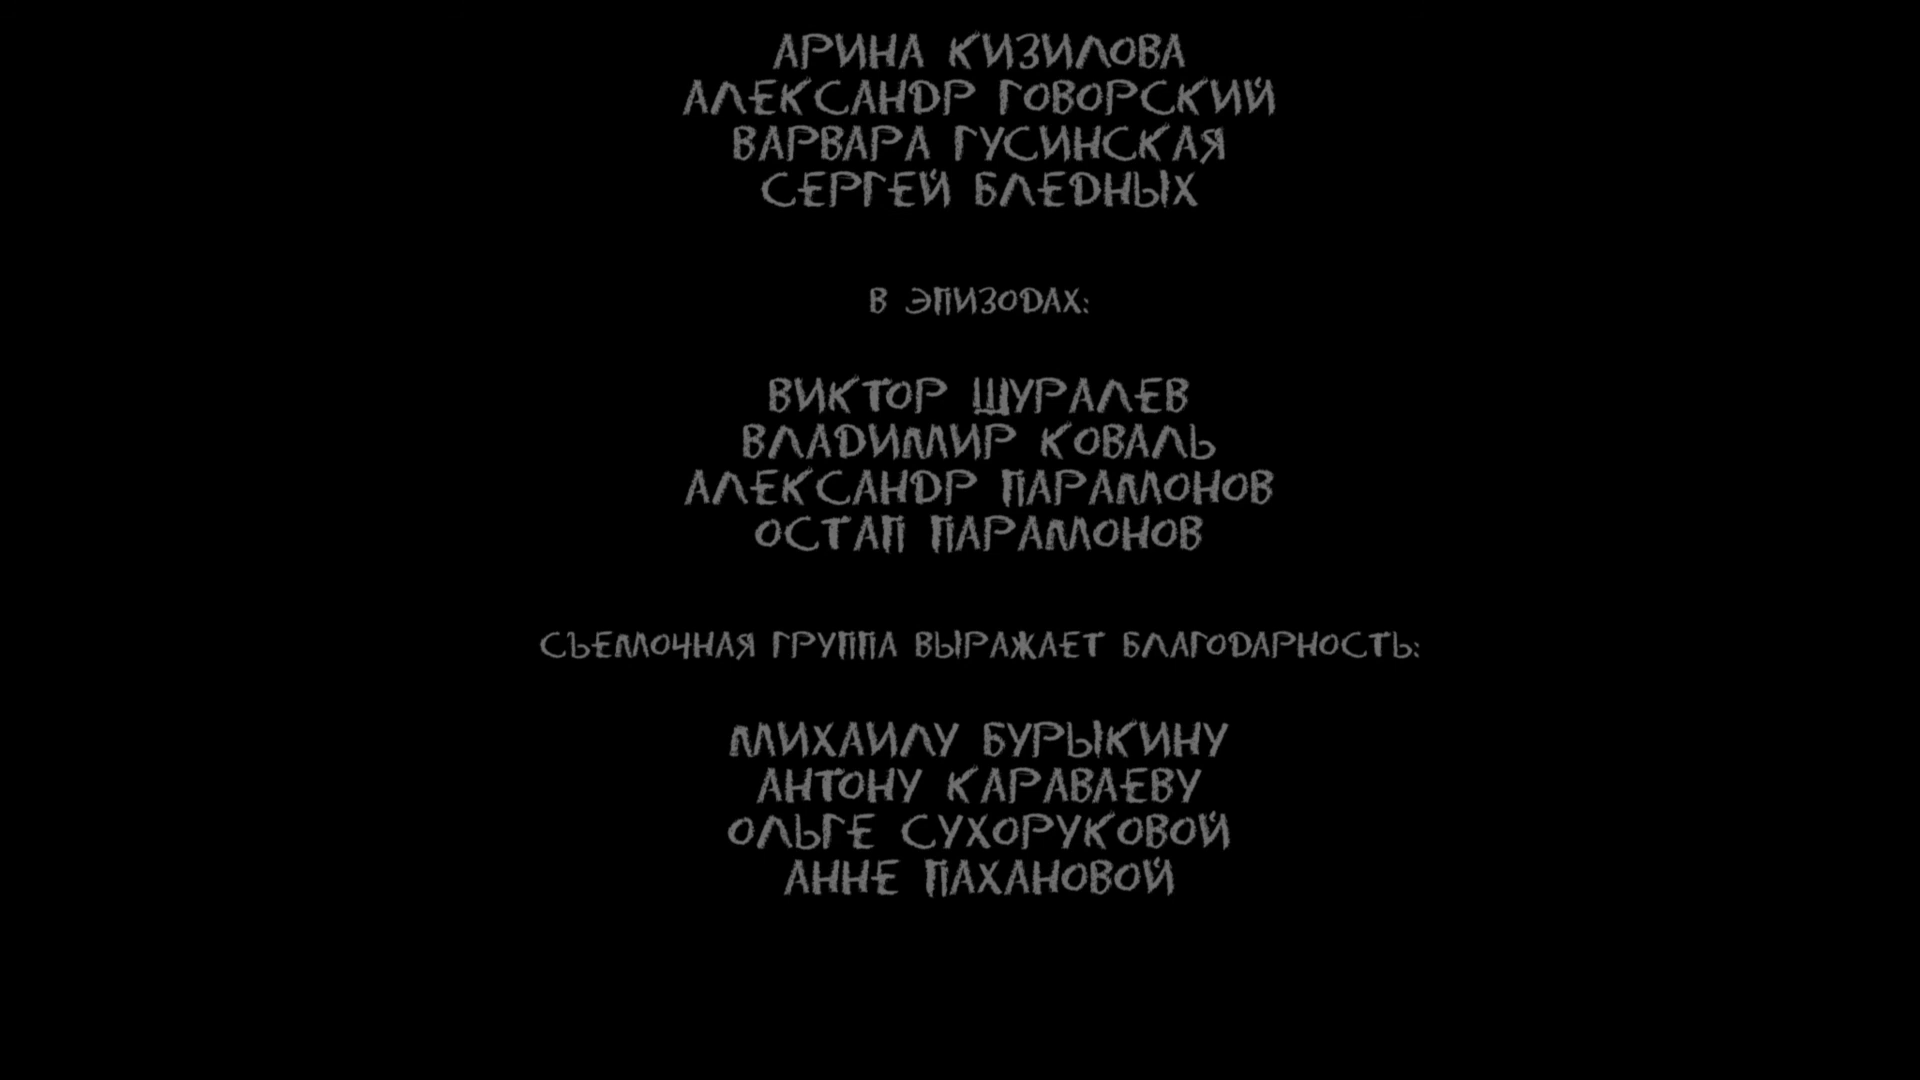 АРИНА КИЗИЛОВА
АЛЕКСАНДР ГОВОРСКИЙ
ВАРВАРА ГУСИНСКАЯ
СЕРГЕЙ БЛЕДНЫХ
В ЭПИЗОДАХ:
ВИКТОР ЩУРАЛЕВ
ВЛАДИМИР КОВАЛЬ
АЛЕКСАНДР ПАРАМОНОВ
ОСТАП ПАРАМОНОВ
СЪЕМОЧНАЯ ГРУППА ВЫРАЖАЕТ БЛАГОДАРНОСТЬ:
МИХАИЛУ БУРЫКИНУ
АНТОНУ КАРАВАЕВУ
ОЛЬГЕ СУХОРУКОВОЙ
АННЕ ПАХАНОВОЙ